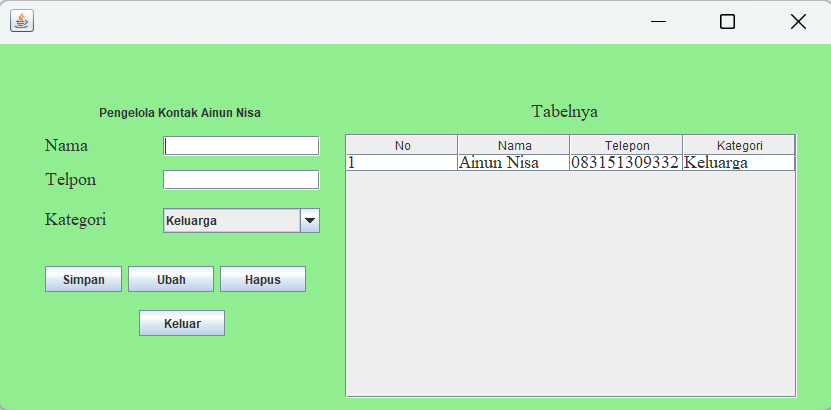 Pengelola Kontak Ainun Nisa
Nama
Telpon
Kategori Keluarga
Simpan Ubah Hapus
Keluar
Tabelnya
No Nama Telepon Kategori
1 Ainun Nisa 083151309332 Keluarga